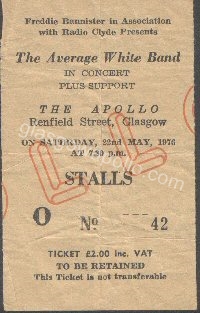 Freddie Bannister in Association
with Radio Clyde Presents
The Average White Band
IN CONCERT
PLUS SUPPORT
THE APOLLO
Renfield Street, Glasgow
ON SATURDAY, 22nd MAY, 1976
AT 7.30 p.m.
STALLS
O No --- 42
TICKET £2.00 inc. VAT
TO BE RETAINED
This Ticket is not transferable